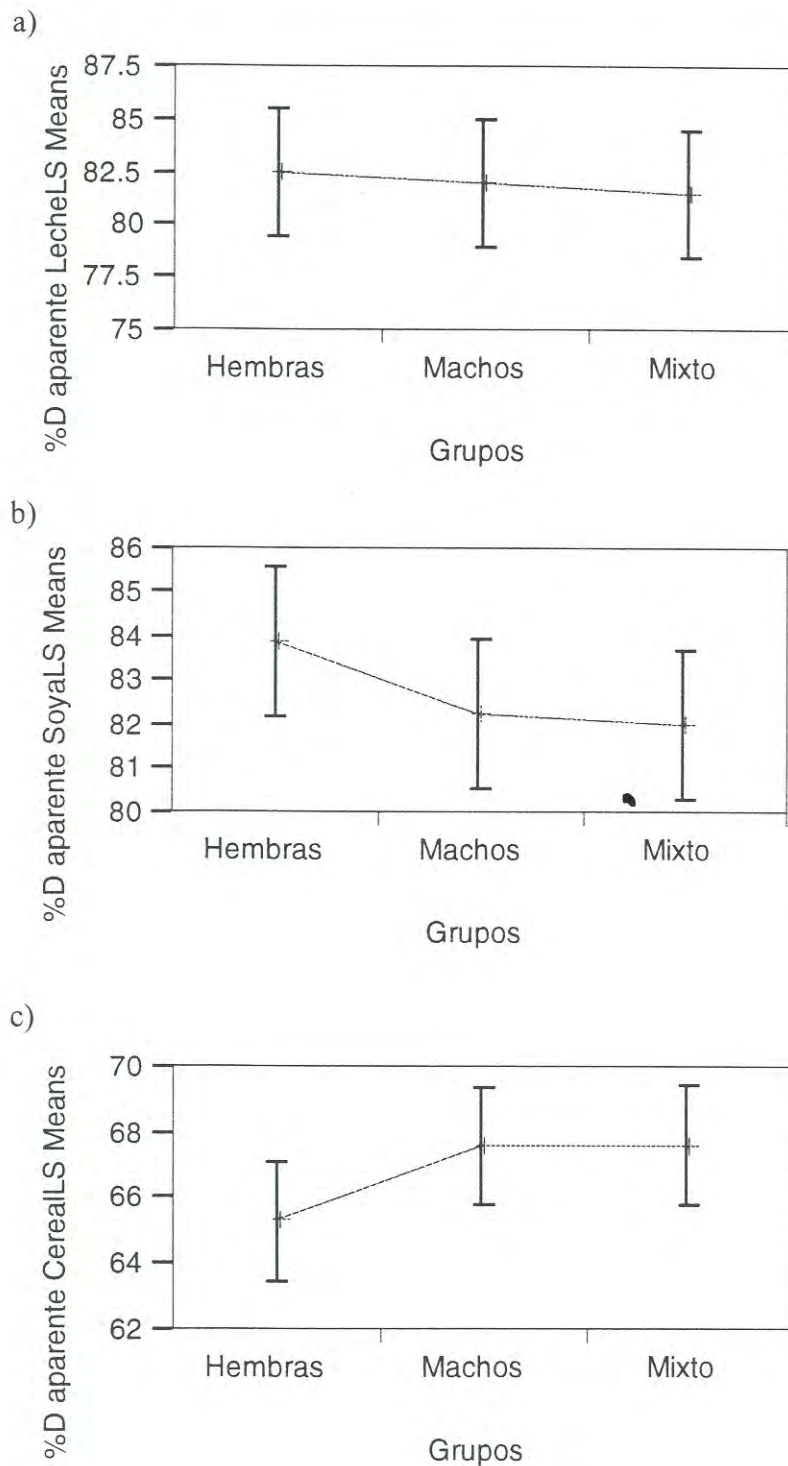 a)
%D aparente LecheLS Means
87.5
85
82.5
80
77.5
75
Hembras Machos Mixto
Grupos
b)
%D aparente SoyaLS Means
86
85
84
83
82
81
80
Hembras Machos Mixto
Grupos
c)
%D aparente CerealLS Means
70
68
66
64
62
Hembras Machos Mixto
Grupos